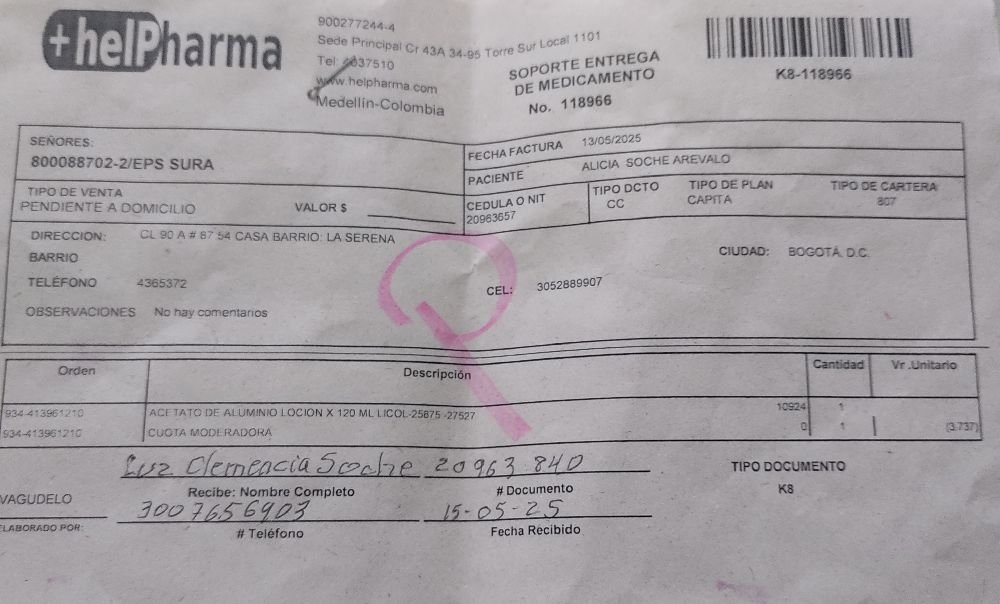 +helPharma
900277244-4
Sede Principal Cr 43A 34-95 Torre Sur Local 1101
Tel: 4037510
www.helpharma.com
Medellín-Colombia
SOPORTE ENTREGA
DE MEDICAMENTO
No. 118966
K8-118966
SEÑORES:
800088702-2/EPS SURA
FECHA FACTURA 13/05/2025
PACIENTE ALICIA SOCHE AREVALO
TIPO DE VENTA
PENDIENTE A DOMICILIO VALOR $
CEDULA O NIT
20963657
TIPO DCTO
CC
TIPO DE PLAN
CAPITA
TIPO DE CARTERA
807
DIRECCION: CL 90 A # 87 54 CASA BARRIO: LA SERENA
BARRIO
CIUDAD: BOGOTÁ, D.C.
TELÉFONO 4365372
CEL: 3052889907
OBSERVACIONES No hay comentarios
Orden Descripción Cantidad Vr .Unitario
934-413961210 ACETATO DE ALUMINIO LOCION X 120 ML LICOL-25875 -27527 10924 1
934-413961210 CUOTA MODERADORA 0 1 (3.737)
Luz Clemencia Soche 20963 840
Recibe: Nombre Completo # Documento
TIPO DOCUMENTO
K8
VAGUDELO
3007656903 15-05-25
ELABORADO POR: # Teléfono Fecha Recibido